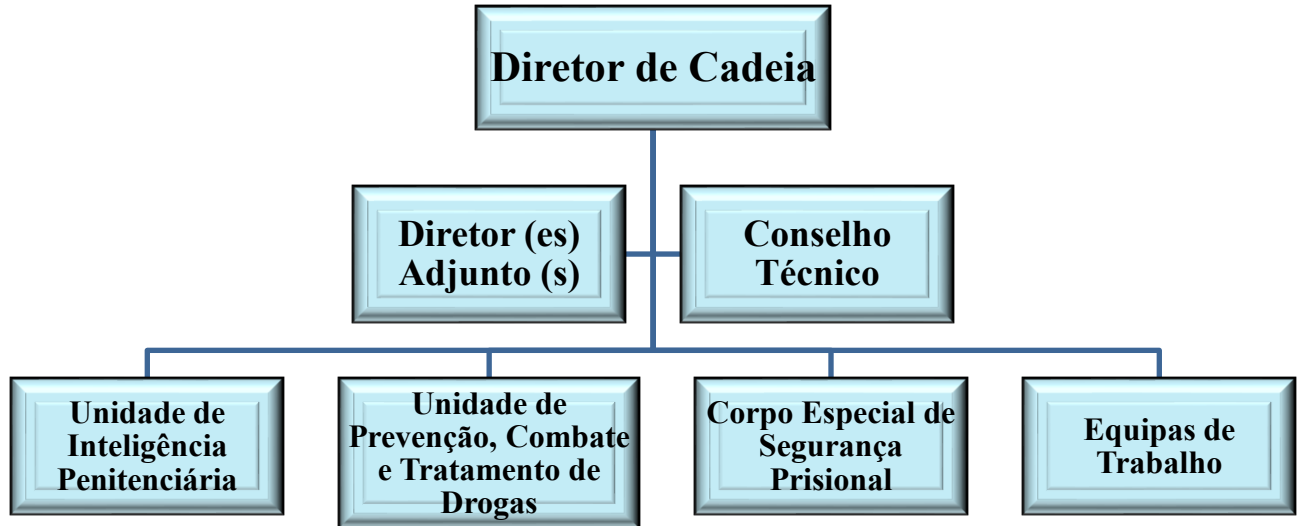 Diretor de Cadeia
Diretor (es)
Adjunto (s)
Conselho
Técnico
Unidade de
Inteligência
Penitenciária
Unidade de
Prevenção, Combate
e Tratamento de
Drogas
Corpo Especial de
Segurança
Prisional
Equipas de
Trabalho